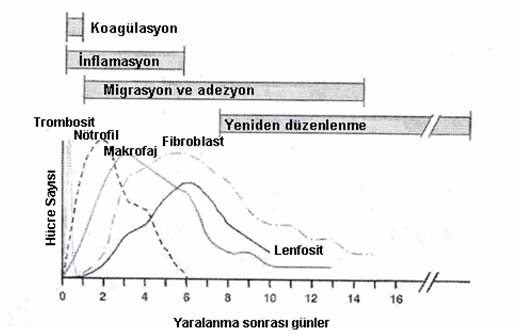 Koagülasyon
İnflamasyon
Migrasyon ve adezyon
Yeniden düzenlenme
Trombosit
Nötrofil
Makrofaj
Fibroblast
Lenfosit
Hücre Sayısı
0 2 4 6 8 10 12 14 16
Yaralanma sonrası günler